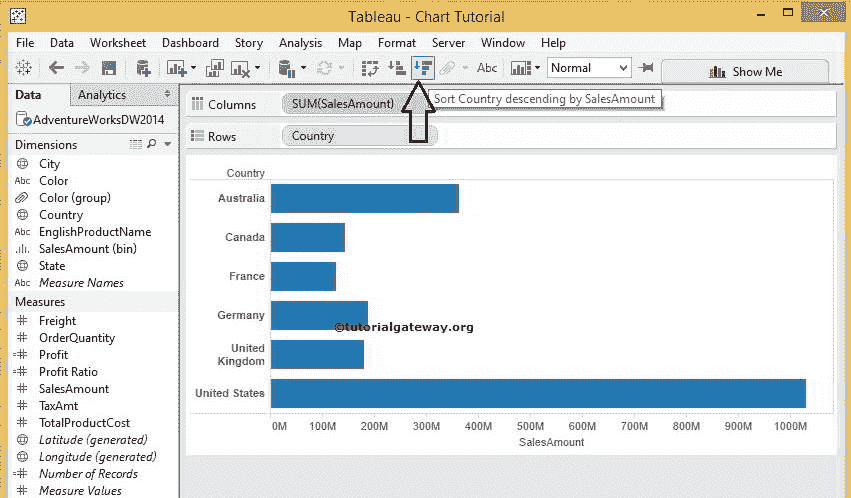 Tableau - Chart Tutorial
File Data Worksheet Dashboard Story Analysis Map Format Server Window Help
Abc Normal Show Me
Data Analytics
Columns SUM(SalesAmount) Sort Country descending by SalesAmount
AdventureWorksDW2014
Rows Country
Dimensions
City
Abc Color
Color (group)
Country
Abc EnglishProductName
SalesAmount (bin)
State
Abc Measure Names
Measures
Freight
OrderQuantity
Profit
Profit Ratio
SalesAmount
TaxAmt
TotalProductCost
Latitude (generated)
Longitude (generated)
Number of Records
Measure Values
Country
Australia
Canada
France
Germany
©tutorialgateway.org
United
Kingdom
United States
0M 100M 200M 300M 400M 500M 600M 700M 800M 900M 1000M
SalesAmount